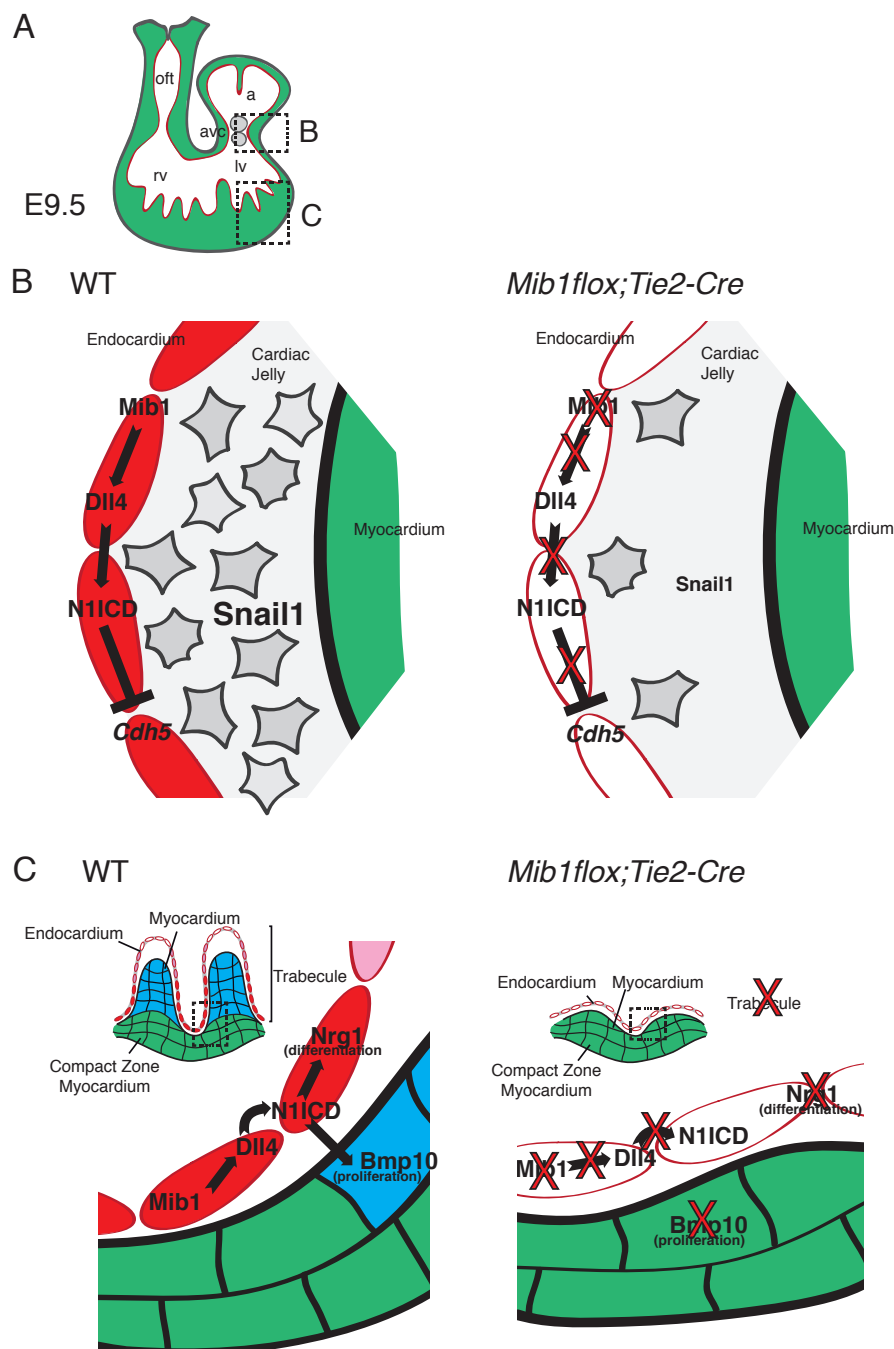 A
oft
a
avc
B
rv
lv
E9.5
C
B
WT
Mib1flox;Tie2-Cre
Endocardium
Cardiac
Jelly
Mib1
Dll4
N1ICD
Snail1
Cdh5
Myocardium
Endocardium
Cardiac
Jelly
Mib1
Dll4
N1ICD
Snail1
Cdh5
Myocardium
C
WT
Mib1flox;Tie2-Cre
Myocardium
Endocardium
Trabecule
Compact Zone
Myocardium
Nrg1
(differentiation
N1ICD
Dll4
Mib1
Bmp10
(proliferation)
Endocardium
Myocardium
Trabecule
Compact Zone
Myocardium
Nrg1
(differentiation)
N1ICD
Dll4
Mib1
Bmp10
(proliferation)